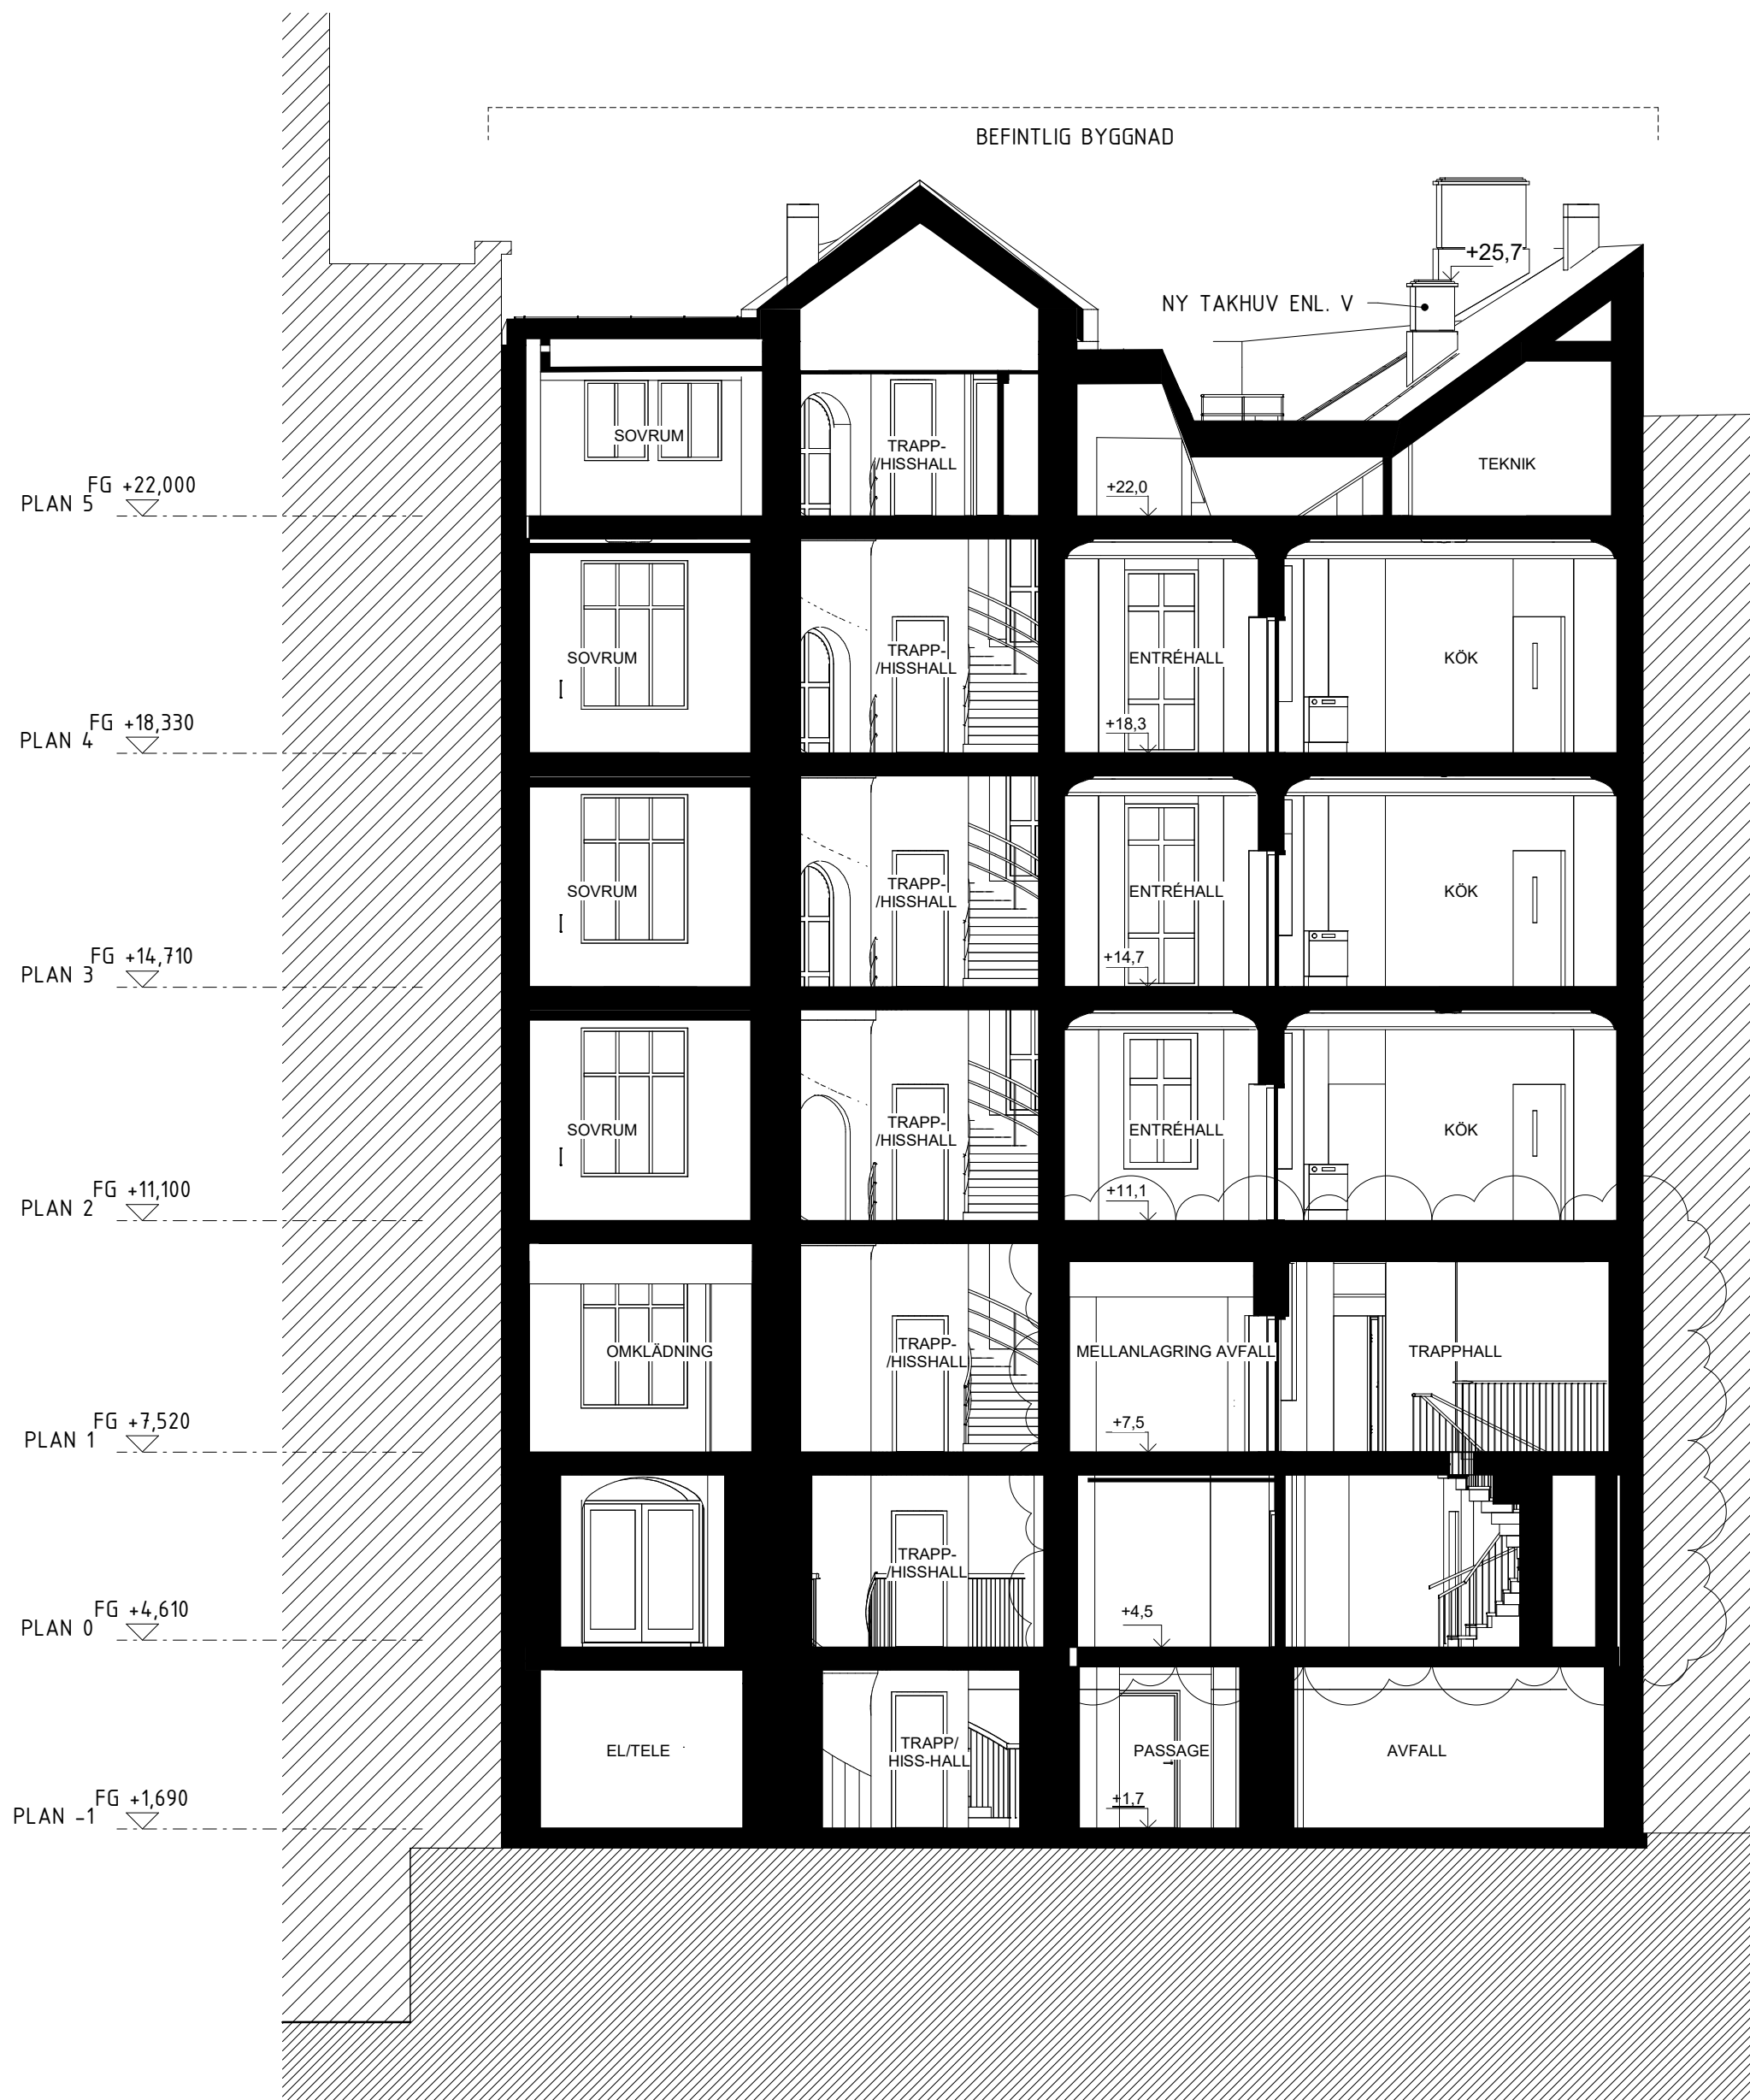 BEFINTLIG BYGGNAD
+25,7
NY TAKHUV ENL. V
SOVRUM
TRAPP-
/HISSHALL
TEKNIK
FG +22,000
PLAN 5
+22,0
SOVRUM
TRAPP-
/HISSHALL
ENTRÉHALL
KÖK
FG +18,330
PLAN 4
+18,3
SOVRUM
TRAPP-
/HISSHALL
ENTRÉHALL
KÖK
FG +14,710
PLAN 3
+14,7
SOVRUM
TRAPP-
/HISSHALL
ENTRÉHALL
KÖK
FG +11,100
PLAN 2
+11,1
OMKLÄDNING
TRAPP-
/HISSHALL
MELLANLAGRING AVFALL
TRAPPHALL
FG +7,520
PLAN 1
+7,5
TRAPP-
/HISSHALL
FG +4,610
PLAN 0
+4,5
EL/TELE
TRAPP/
HISS-HALL
PASSAGE
AVFALL
FG +1,690
PLAN -1
+1,7